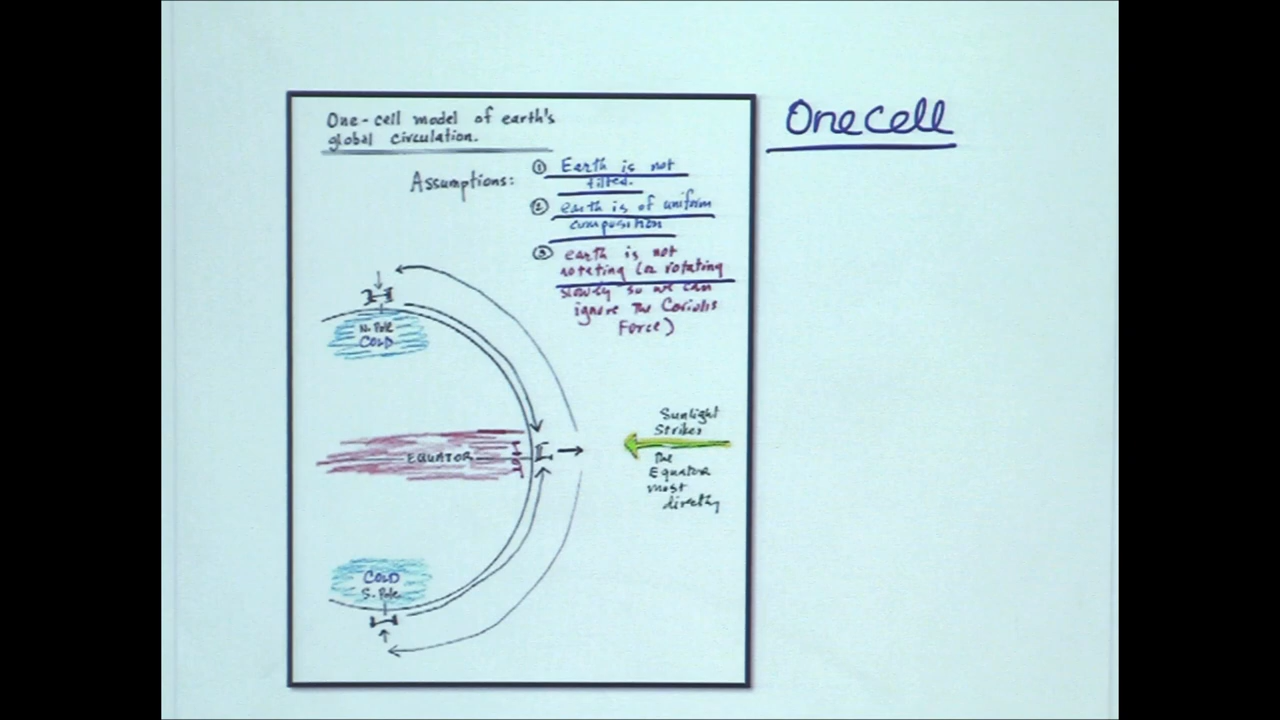 One-cell model of earth's
global circulation.
One Cell
Assumptions:
① Earth is not
tilted.
② earth is of uniform
composition
③ earth is not
rotating (or rotating
slowly so we can
ignore the Coriolis
Force)
H
N. Pole
COLD
Sunlight
Strikes
the
Equator
most
directly
EQUATOR
HOT
L
COLD
S. Pole
H